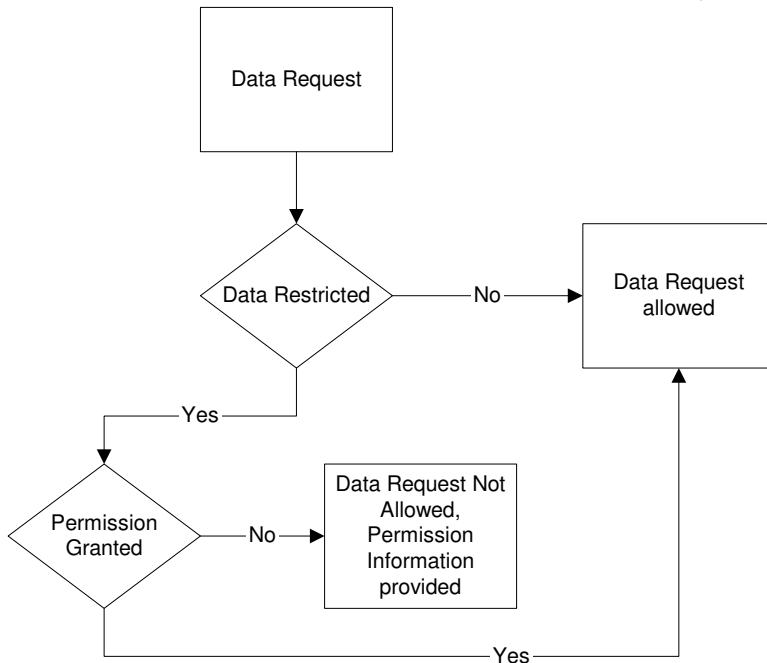 Data Request
Data Restricted
No
Data Request
allowed
Yes
Permission
Granted
No
Data Request Not
Allowed,
Permission
Information
provided
Yes